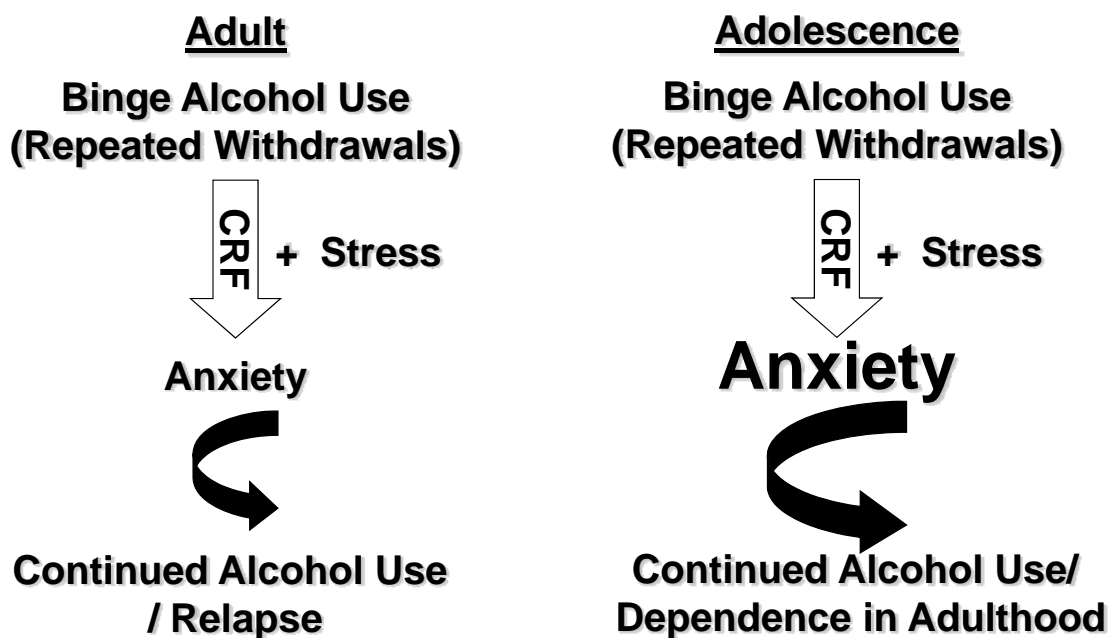 Adult
Binge Alcohol Use
(Repeated Withdrawals)
CRF
+ Stress
Anxiety
Continued Alcohol Use
/ Relapse
Adolescence
Binge Alcohol Use
(Repeated Withdrawals)
CRF
+ Stress
Anxiety
Continued Alcohol Use/
Dependence in Adulthood